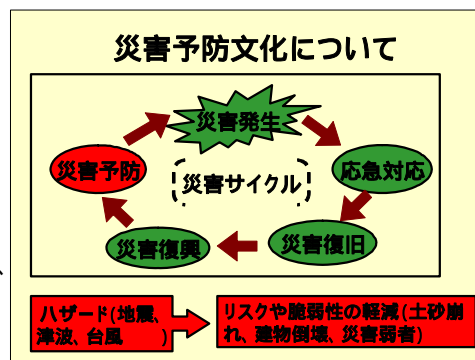 災害予防文化について
災害発生
災害予防
災害サイクル
応急対応
災害復興
災害復旧
ハザード(地震、
津波、台風　　)
リスクや脆弱性の軽減(土砂崩
れ、建物倒壊、災害弱者)